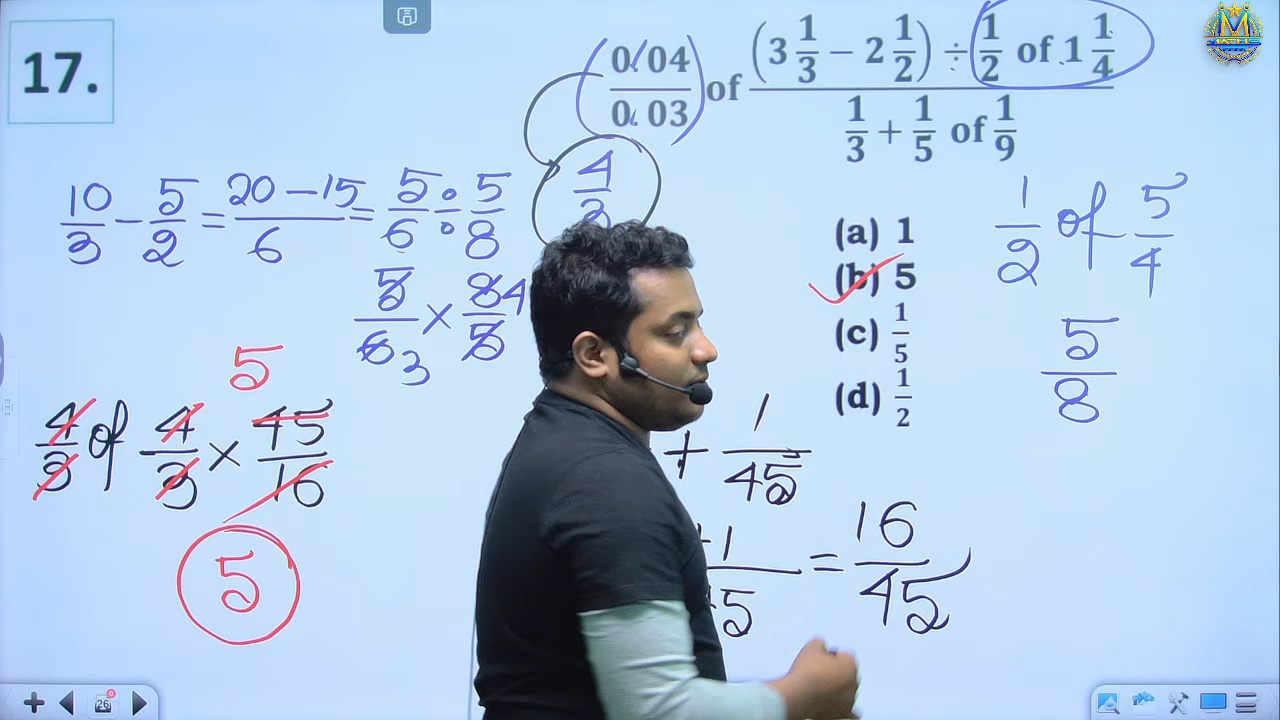 17.
(0.04/0.03) of ((3 1/3 − 2 1/2) ÷ 1/2 of 1 1/4)/(1/3 + 1/5 of 1/9)
10/3 − 5/2 = (20 − 15)/6 = 5/6 ÷ 5/8
4
5/6 × 8/5
3 4
(a) 1
(b) 5
(c) 1/5
(d) 1/2
1/2 of 5/4
5/8
5
4/3 of 4/3 × 45/16
5
+ 1/45
+1
= 16/45
26